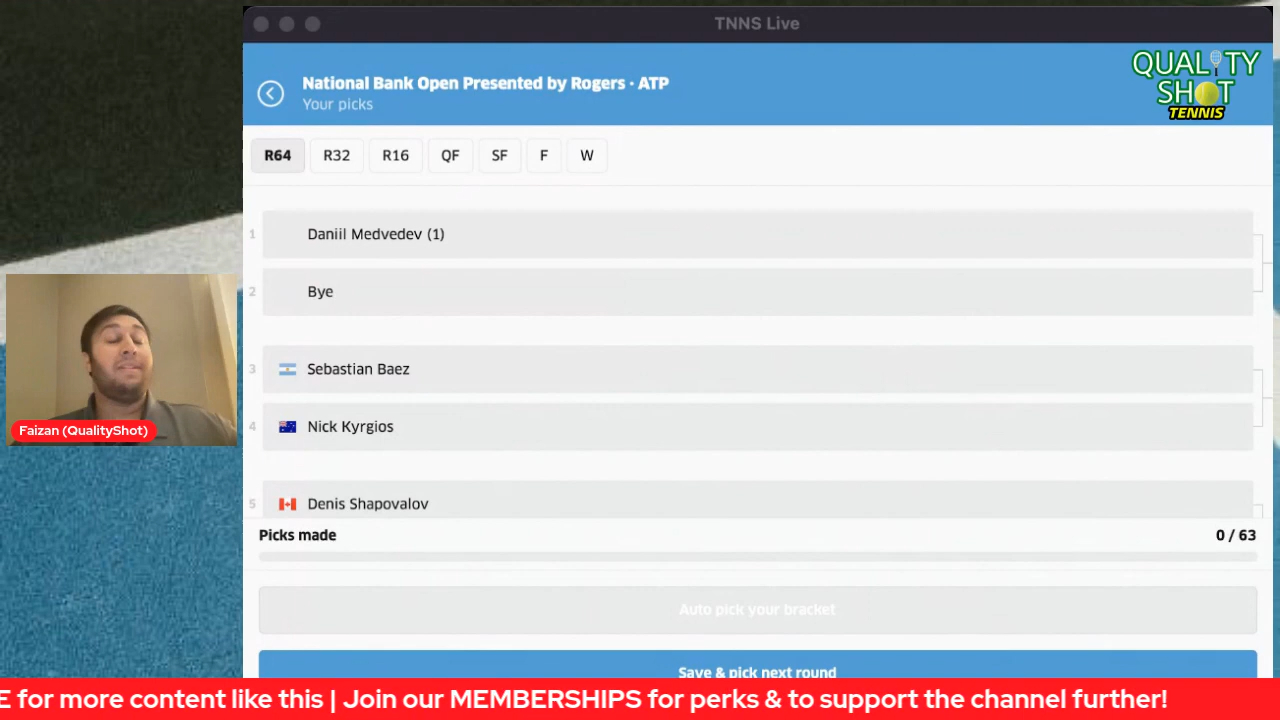 TNNS Live
National Bank Open Presented by Rogers · ATP
Your picks
QUALITY
SHOT
TENNIS
R64
R32
R16
QF
SF
F
W
1
Daniil Medvedev (1)
2
Bye
3
Sebastian Baez
4
Nick Kyrgios
5
Denis Shapovalov
Picks made
0 / 63
Auto pick your bracket
Save & pick next round
Faizan (QualityShot)
E for more content like this | Join our MEMBERSHIPS for perks & to support the channel further!